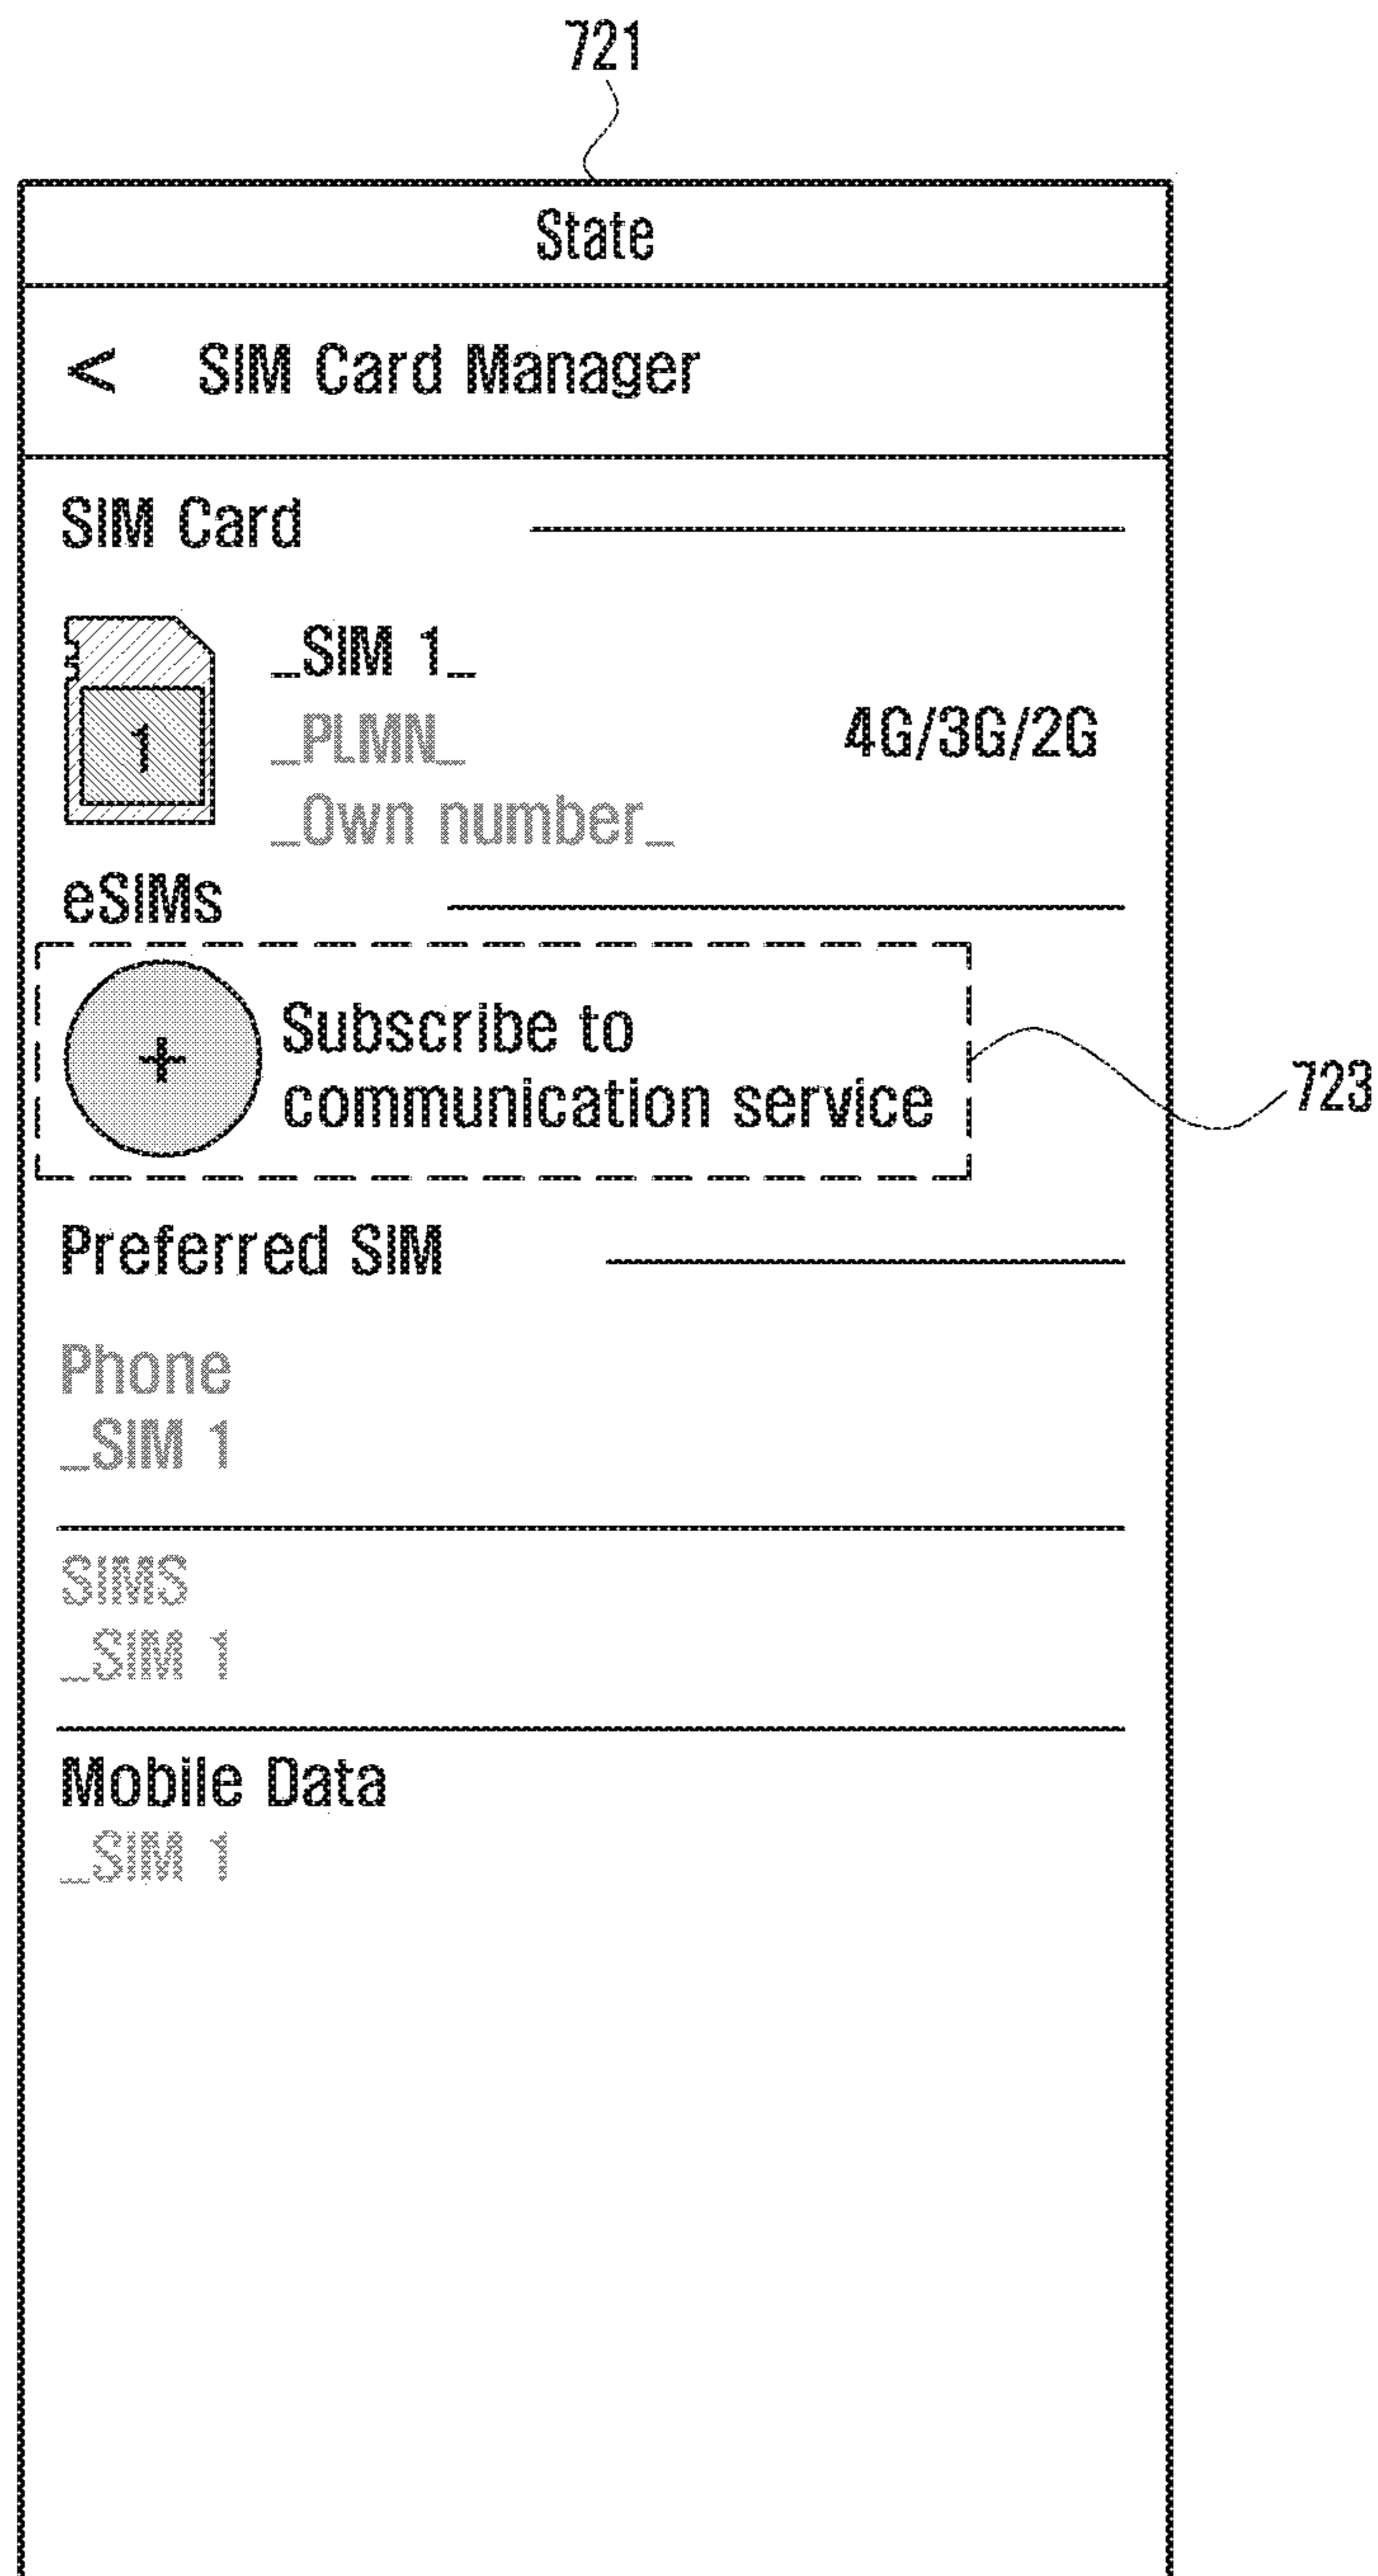 721
State
< SIM Card Manager
SIM Card
1
_SIM 1_
_PLMN_
4G/3G/2G
_Own number_
eSIMs
+ Subscribe to
communication service
723
Preferred SIM
Phone
_SIM 1
SIMS
_SIM 1
Mobile Data
_SIM 1